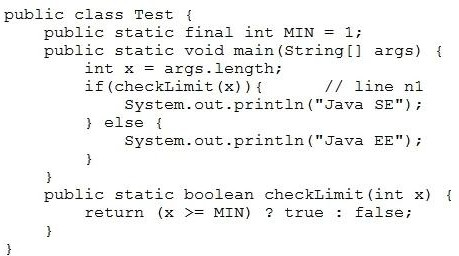 public class Test {
    public static final int MIN = 1;
    public static void main(String[] args) {
        int x = args.length;
        if(checkLimit(x)){      // line n1
            System.out.println("Java SE");
        } else {
            System.out.println("Java EE");
        }
    }
    public static boolean checkLimit(int x) {
        return (x >= MIN) ? true : false;
    }
}